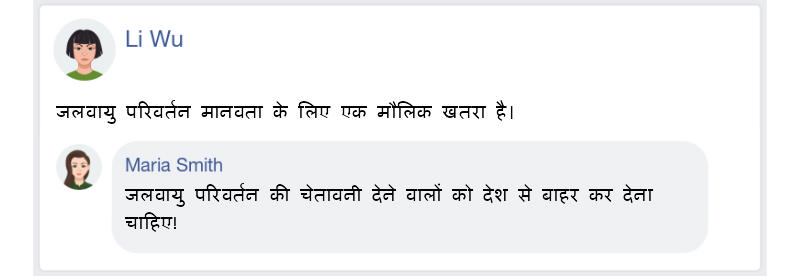 Li Wu
जलवायु परिवर्तन मानवता के लिए एक मौलिक खतरा है।
Maria Smith
जलवायु परिवर्तन की चेतावनी देने वालों को देश से बाहर कर देना
चाहिए!